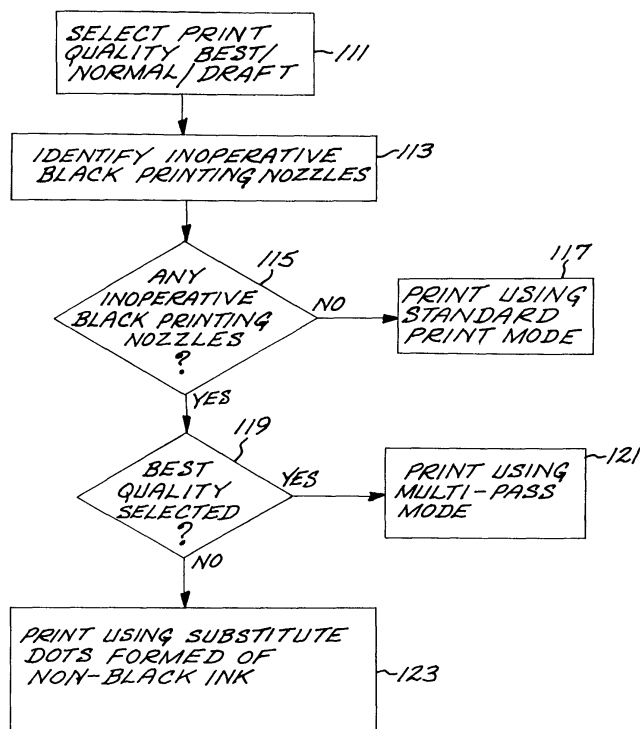 SELECT PRINT
QUALITY BEST/
NORMAL/DRAFT
111
IDENTIFY INOPERATIVE
BLACK PRINTING NOZZLES
113
ANY
INOPERATIVE
BLACK PRINTING
NOZZLES
?
115
NO
PRINT USING
STANDARD
PRINT MODE
117
YES
BEST
QUALITY
SELECTED
?
119
YES
PRINT USING
MULTI-PASS
MODE
121
NO
PRINT USING SUBSTITUTE
DOTS FORMED OF
NON-BLACK INK
123